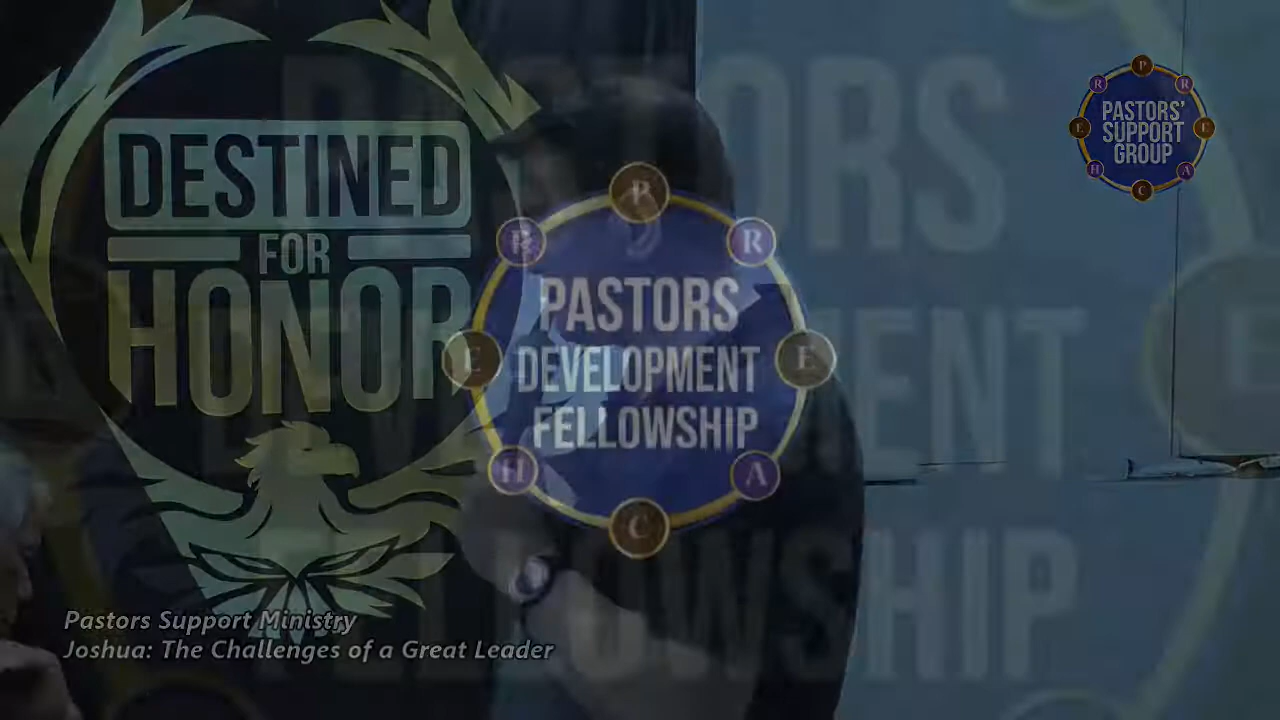 DESTINED
FOR
HONOR
PASTORS
DEVELOPMENT
FELLOWSHIP
P
R
E
A
C
H
E
R
PASTORS'
SUPPORT
GROUP
P
R
E
A
C
H
E
R
Pastors Support Ministry
Joshua: The Challenges of a Great Leader